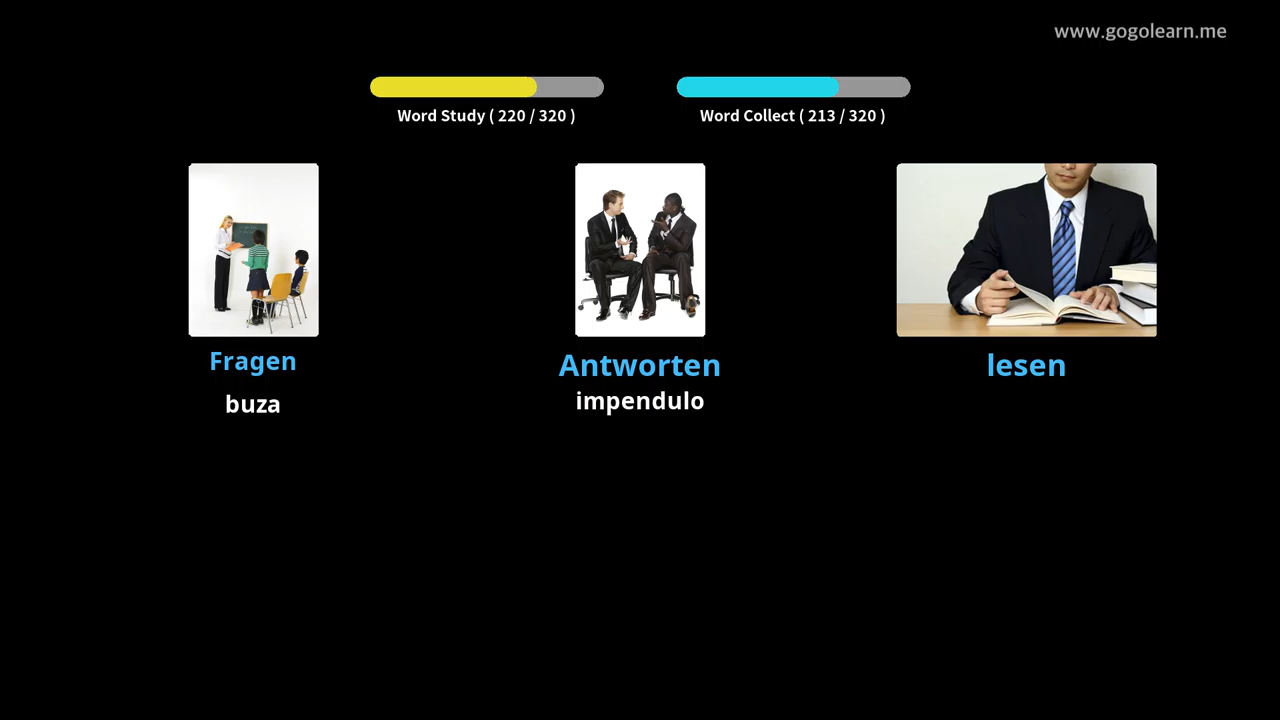 www.gogolearn.me
Word Study ( 220 / 320 )
Word Collect ( 213 / 320 )
Fragen
Antworten
lesen
buza
impendulo